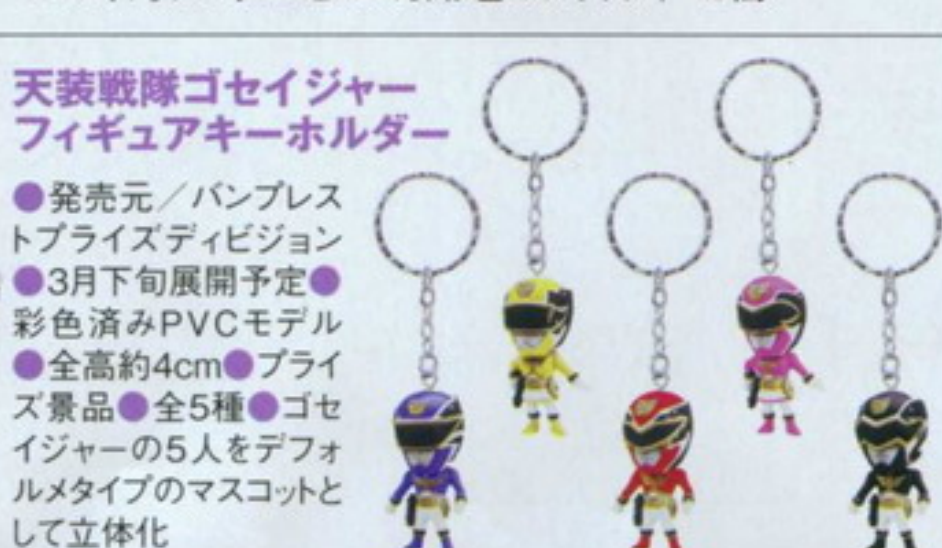 天装戦隊ゴセイジャー
フィギュアキーホルダー
●発売元／バンプレス
トプライズディビジョン
●3月下旬展開予定●
彩色済みPVCモデル
●全高約4cm●プライ
ズ景品●全5種●ゴセ
イジャーの5人をデフォ
ルメタイプのマスコットと
して立体化